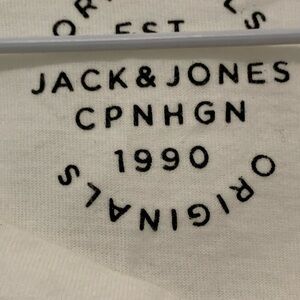 EST
JACK & JONES
CPNHGN
1990
ORIGINALS